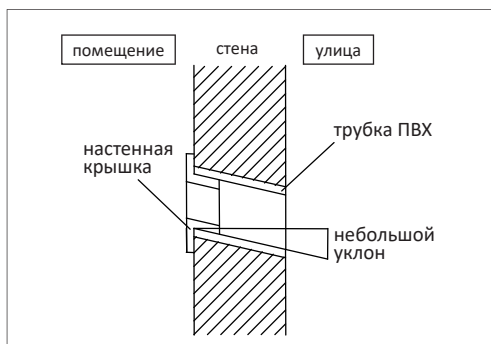 помещение
стена
улица
трубка ПВХ
настенная
крышка
небольшой
уклон